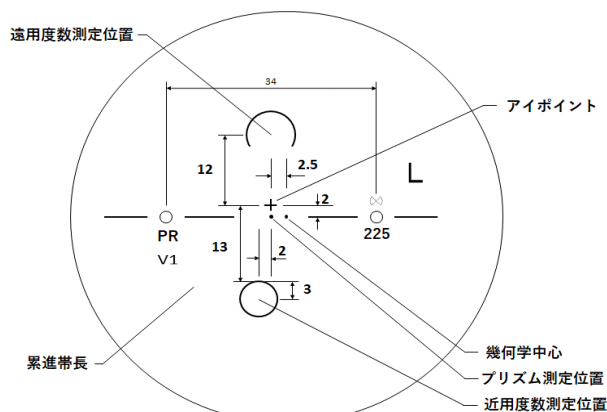 遠用度数測定位置
34
アイポイント
12
2.5
L
2
PR
225
V1
13
2
3
累進帯長
幾何学中心
プリズム測定位置
近用度数測定位置